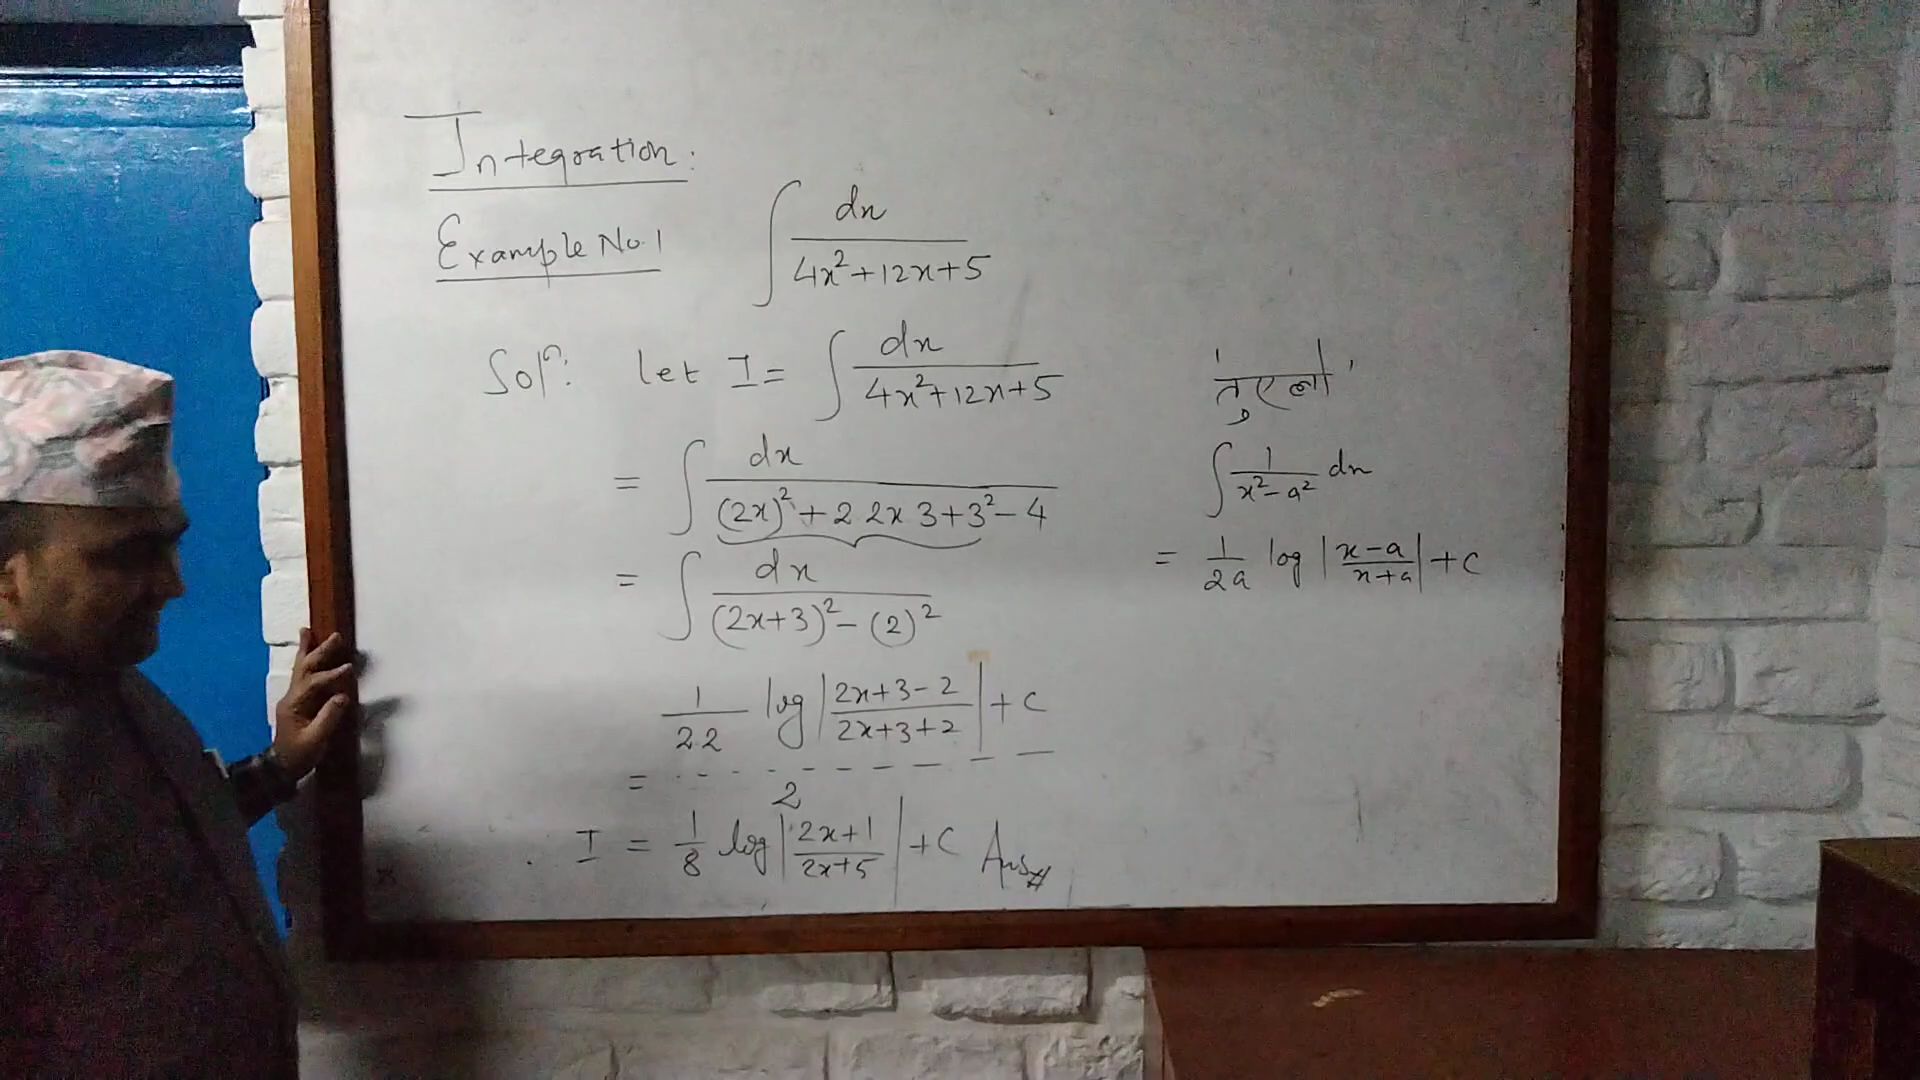 Integration:
Example No. 1 ∫ dx / (4x²+12x+5)
Solⁿ: let I = ∫ dx / (4x²+12x+5)
= ∫ dx / ((2x)²+2 2x 3+3²-4)
= ∫ dx / ((2x+3)²-(2)²)
1/(2 2) log |(2x+3-2)/(2x+3+2)| + c
= - - - - - - - - -
2
I = 1/8 log |(2x+1)/(2x+5)| + c Ans
∫ 1/(x²-a²) dx
= 1/(2a) log |(x-a)/(x+a)| + c